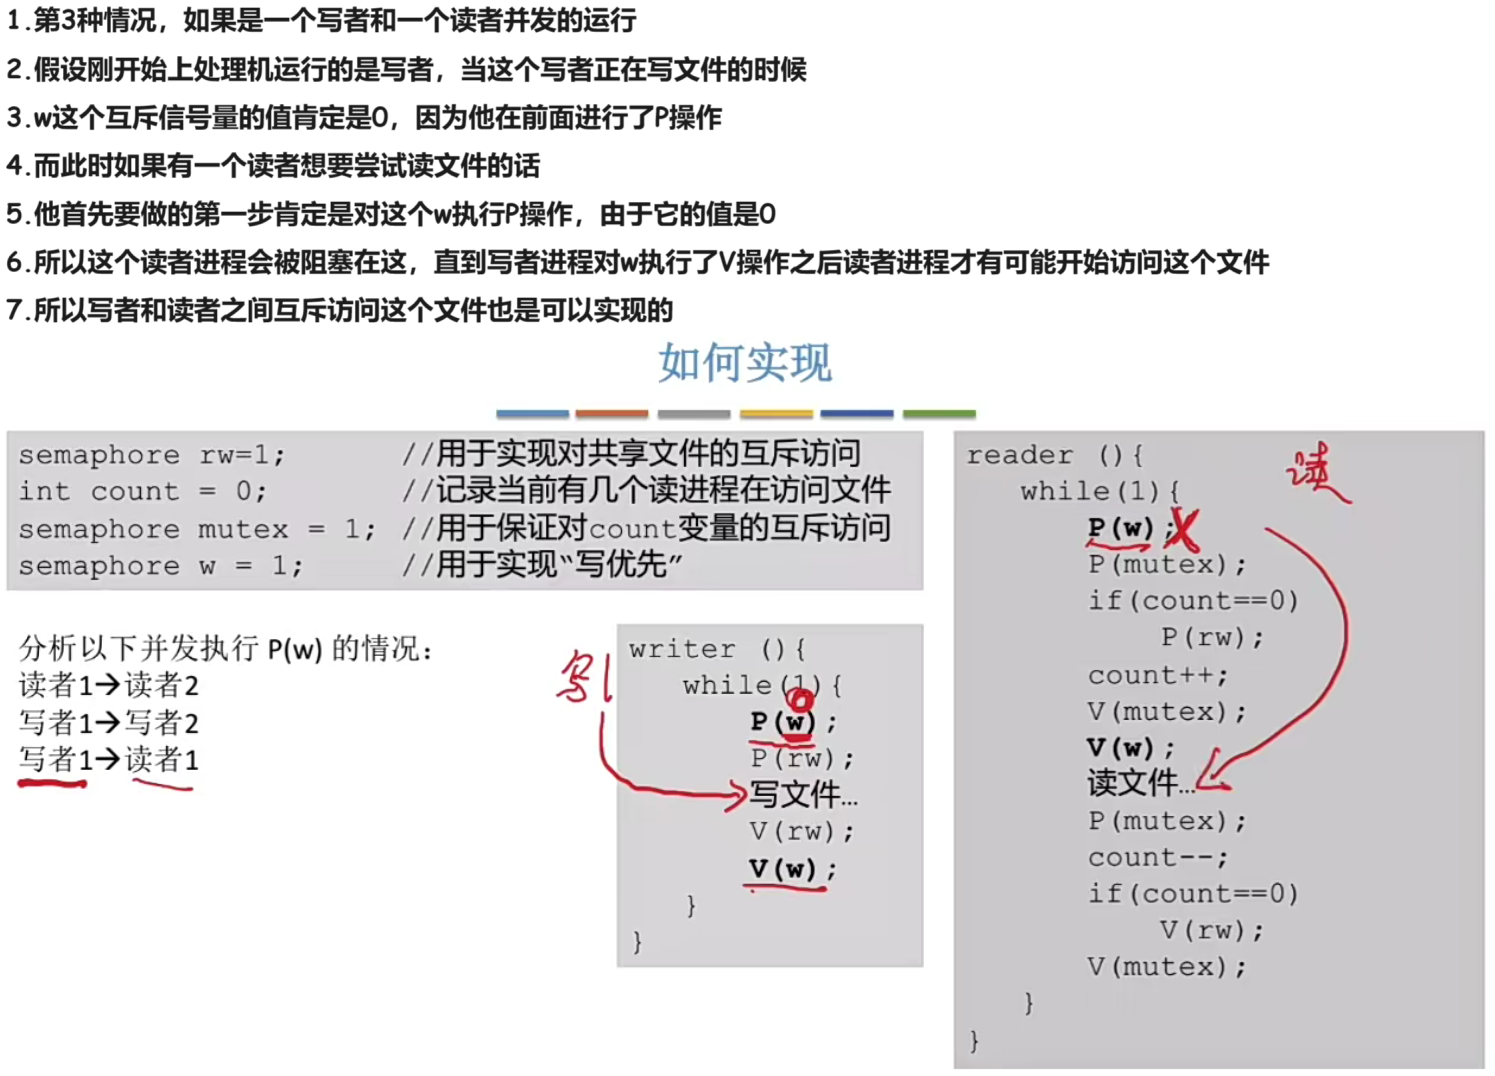 1.第3种情况，如果是一个写者和一个读者并发的运行
2.假设刚开始上处理机运行的是写者，当这个写者正在写文件的时候
3.w这个互斥信号量的值肯定是0，因为他在前面进行了P操作
4.而此时如果有一个读者想要尝试读文件的话
5.他首先要做的第一步肯定是对这个w执行P操作，由于它的值是0
6.所以这个读者进程会被阻塞在这，直到写者进程对w执行了V操作之后读者进程才有可能开始访问这个文件
7.所以写者和读者之间互斥访问这个文件也是可以实现的
如何实现
semaphore rw=1; //用于实现对共享文件的互斥访问
int count = 0; //记录当前有几个读进程在访问文件
semaphore mutex = 1; //用于保证对count变量的互斥访问
semaphore w = 1; //用于实现“写优先”
分析以下并发执行 P(w) 的情况：
读者1→读者2
写者1→写者2
写者1→读者1
写1
writer (){
while(1){
0
P(w);
P(rw);
写文件…
V(rw);
V(w);
}
}
reader (){
读
while(1){
P(w);
P(mutex);
if(count==0)
P(rw);
count++;
V(mutex);
V(w);
读文件…
P(mutex);
count--;
if(count==0)
V(rw);
V(mutex);
}
}